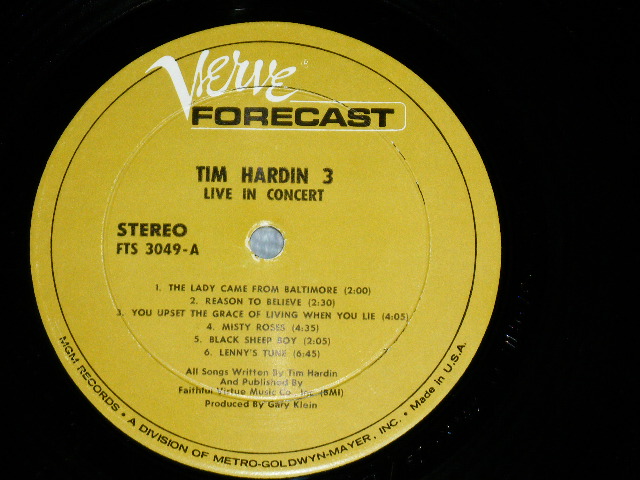 Verve
FORECAST
TIM HARDIN 3
LIVE IN CONCERT
STEREO
FTS 3049-A
1. THE LADY CAME FROM BALTIMORE (2:00)
2. REASON TO BELIEVE (2:30)
3. YOU UPSET THE GRACE OF LIVING WHEN YOU LIE (4:05)
4. MISTY ROSES (4:35)
5. BLACK SHEEP BOY (2:05)
6. LENNY'S TUNE (6:45)
All Songs Written By Tim Hardin
And Published By
Faithful Virtue Music Co., Inc. (BMI)
Produced By Gary Klein
MGM RECORDS • A DIVISION OF METRO-GOLDWYN-MAYER, INC. • Made in U.S.A.